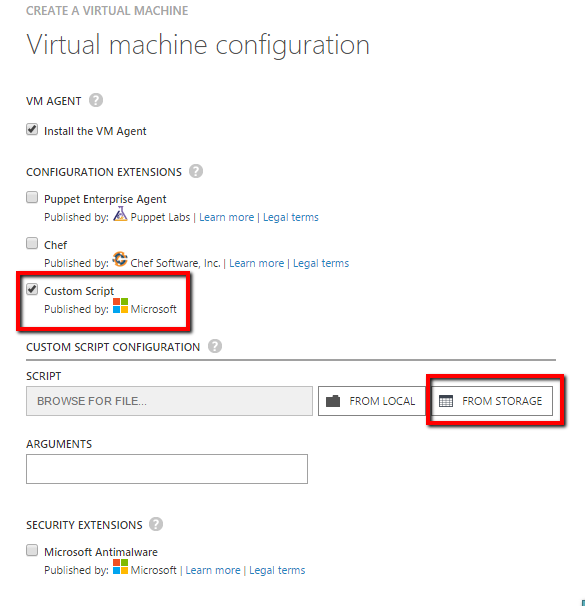 CREATE A VIRTUAL MACHINE
Virtual machine configuration
VM AGENT ?
Install the VM Agent
CONFIGURATION EXTENSIONS ?
Puppet Enterprise Agent
Published by: Puppet Labs | Learn more | Legal terms
Chef
Published by: Chef Software, Inc. | Learn more | Legal terms
Custom Script
Published by: Microsoft
CUSTOM SCRIPT CONFIGURATION ?
SCRIPT
BROWSE FOR FILE... FROM LOCAL FROM STORAGE
ARGUMENTS
SECURITY EXTENSIONS ?
Microsoft Antimalware
Published by: Microsoft | Learn more | Legal terms